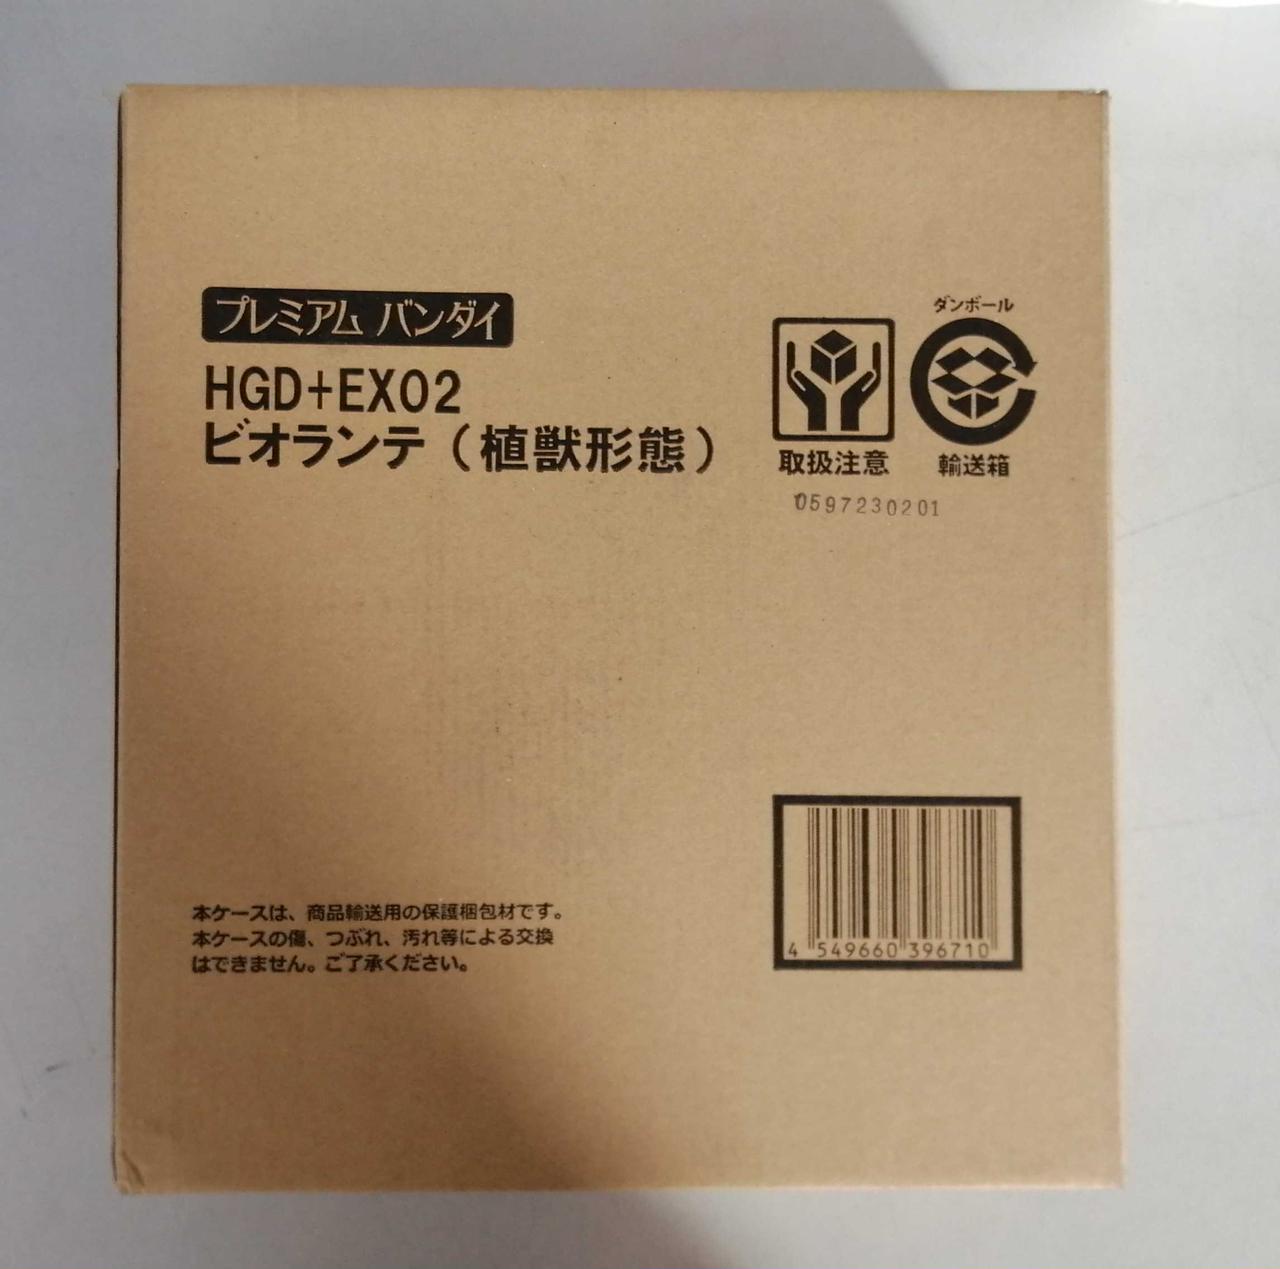 プレミアム バンダイ
HGD+EX02
ビオランテ（植獣形態）
取扱注意
ダンボール
輸送箱
0597230201
本ケースは、商品輸送用の保護梱包材です。
本ケースの傷、つぶれ、汚れ等による交換
はできません。ご了承ください。
4 549660 396710